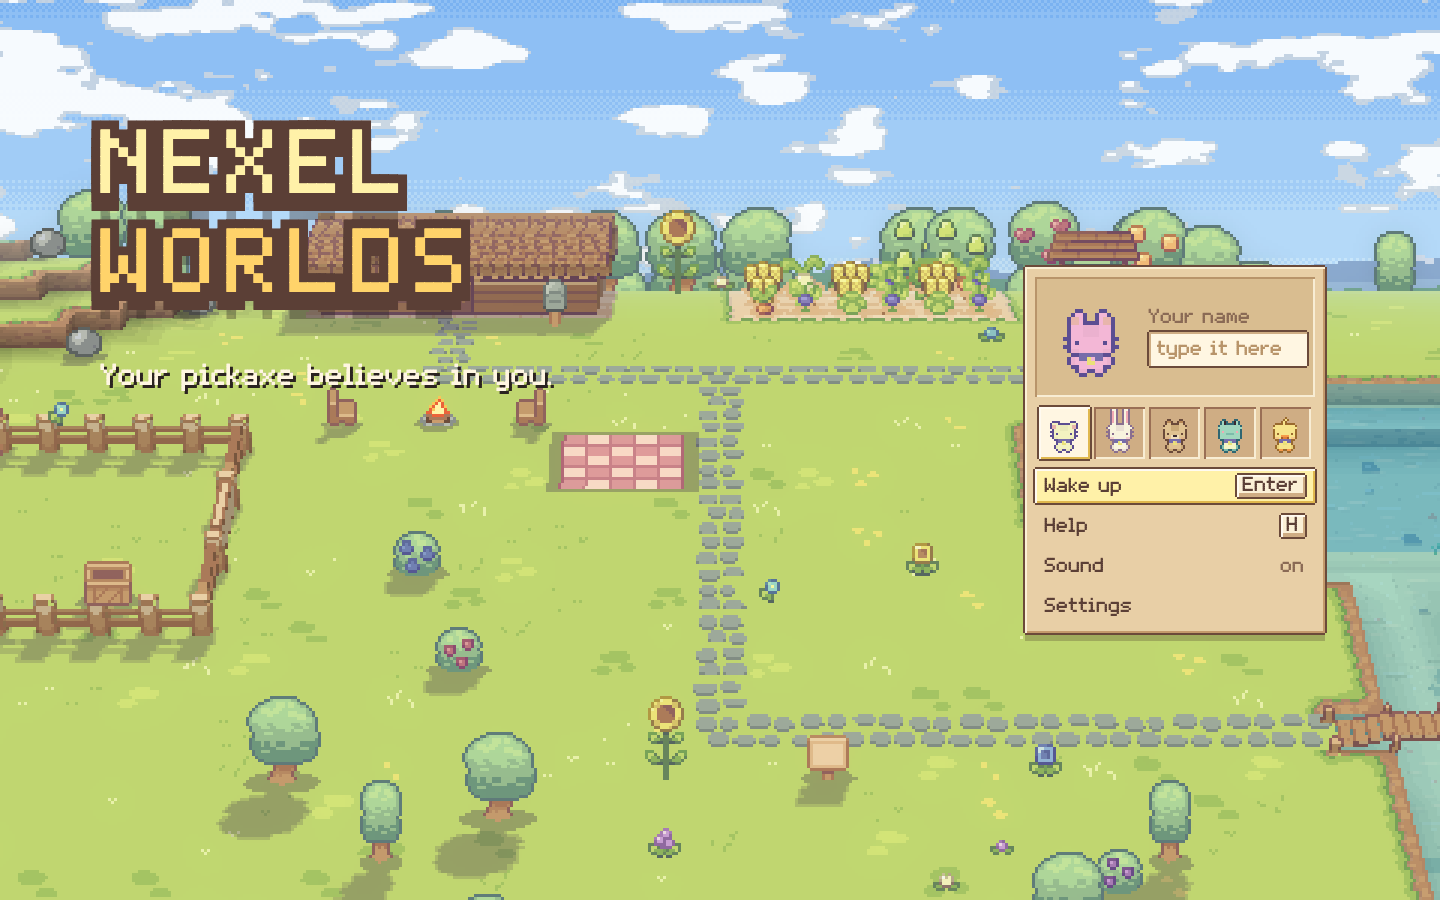 NEXEL
WORLDS
Your pickaxe believes in you.
Your name
type it here
Wake up Enter
Help H
Sound on
Settings